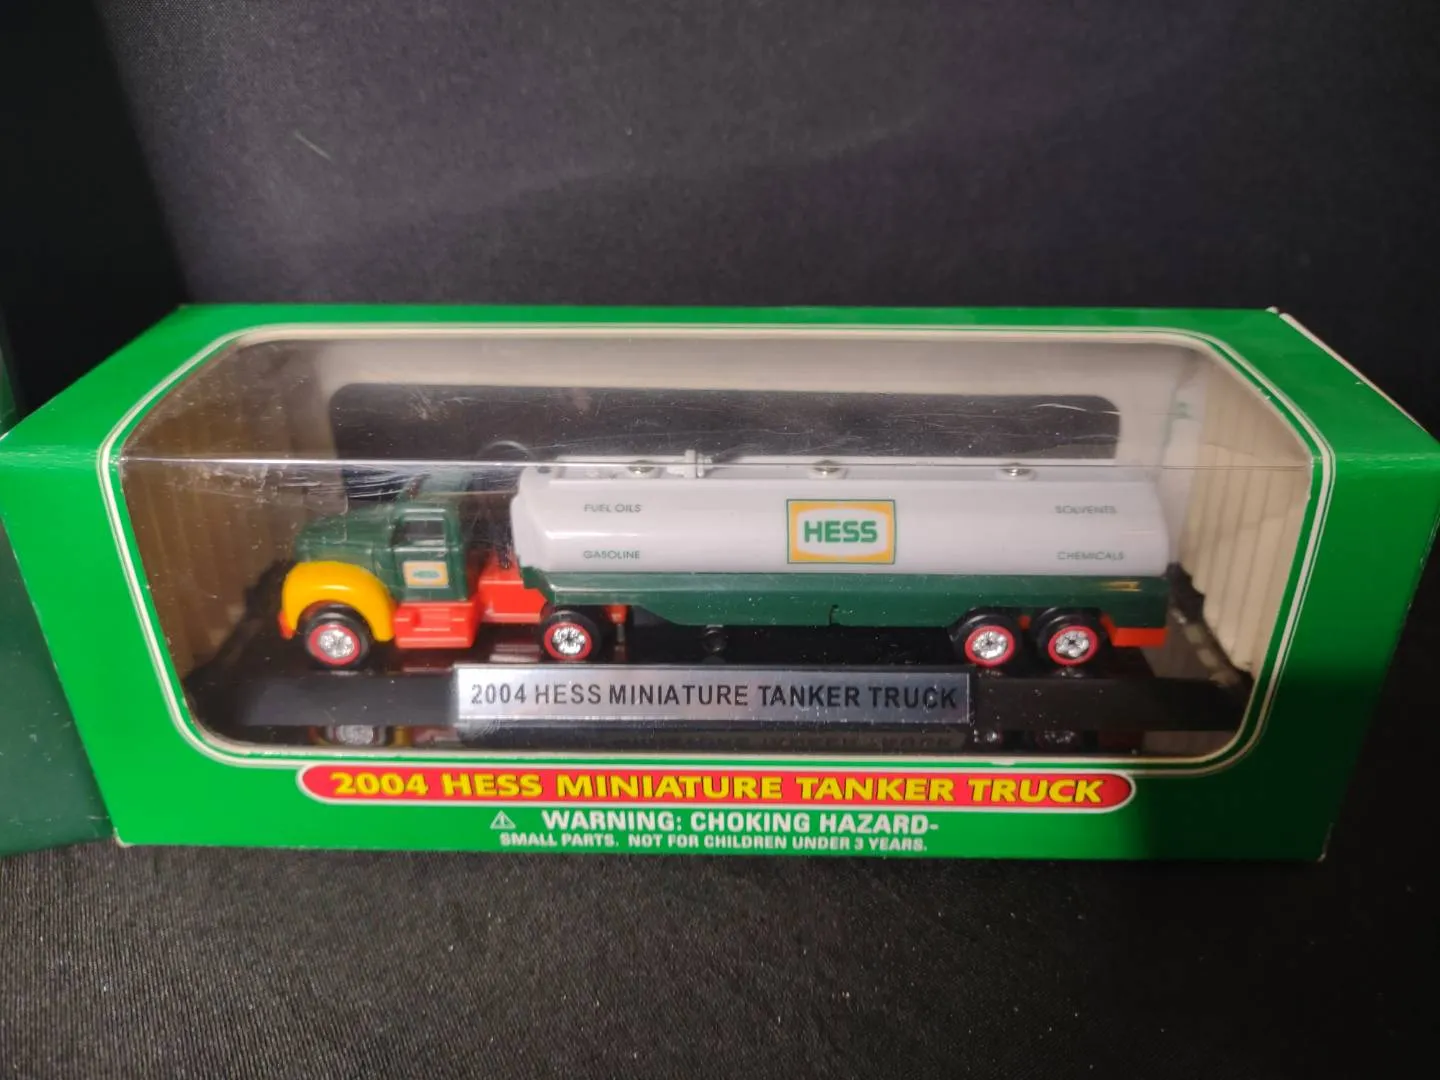 FUEL OILS
HESS
SOLVENTS
GASOLINE
CHEMICALS
HESS
2004 HESS MINIATURE TANKER TRUCK
2004 HESS MINIATURE TANKER TRUCK
WARNING: CHOKING HAZARD-
SMALL PARTS. NOT FOR CHILDREN UNDER 3 YEARS.